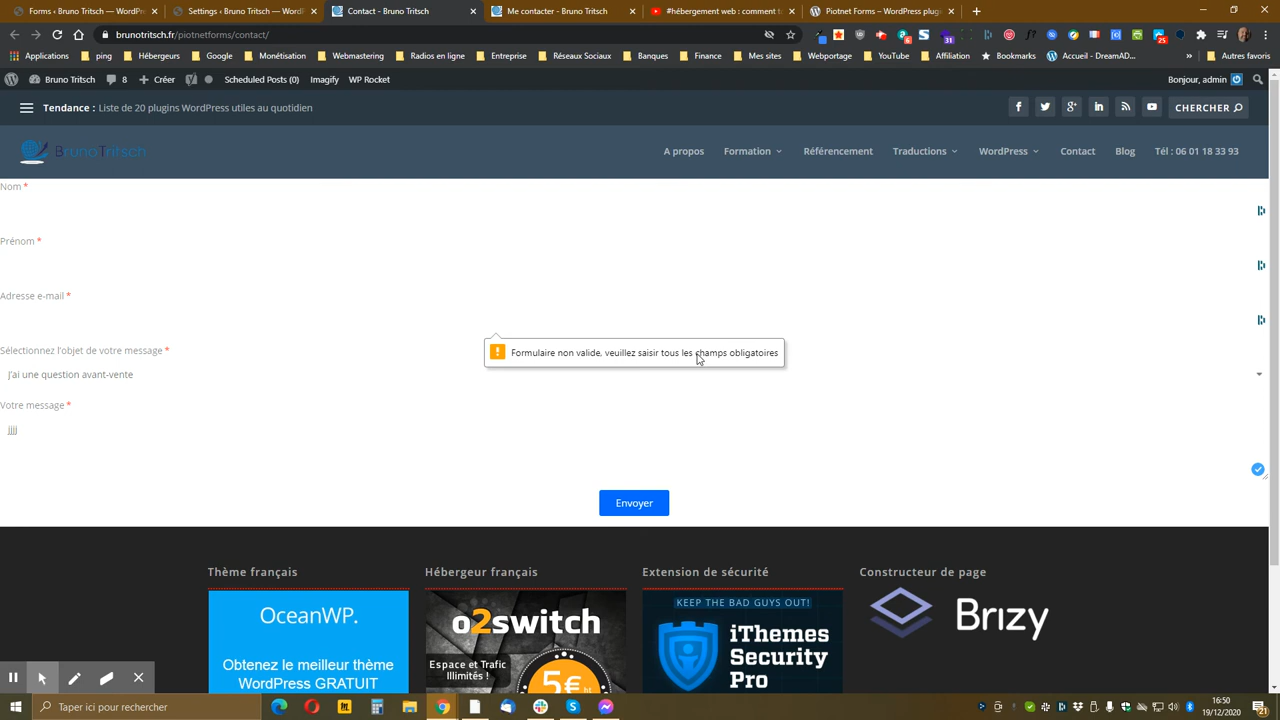 Forms ‹ Bruno Tritsch — WordPr
Settings ‹ Bruno Tritsch — WordP
Contact - Bruno Tritsch
Me contacter - Bruno Tritsch
#hébergement web : comment t
Piotnet Forms – WordPress plug
brunotritsch.fr/piotnetforms/contact/
Applications
ping
Hébergeurs
Google
Monétisation
Webmastering
Radios en ligne
Entreprise
Réseaux Sociaux
Banques
Finance
Mes sites
Webportage
YouTube
Affiliation
Bookmarks
Accueil – DreamAD...
»
Autres favoris
Bruno Tritsch
8
Créer
Scheduled Posts (0)
Imagify
WP Rocket
Bonjour, admin
Tendance : Liste de 20 plugins WordPress utiles au quotidien
CHERCHER
BrunoTritsch
A propos
Formation
Référencement
Traductions
WordPress
Contact
Blog
Tél : 06 01 18 33 93
Nom *
Prénom *
Adresse e-mail *
Formulaire non valide, veuillez saisir tous les champs obligatoires
Sélectionnez l'objet de votre message *
J'ai une question avant-vente
Votre message *
jjjj
Envoyer
Thème français
Hébergeur français
Extension de sécurité
Constructeur de page
OceanWP.
Obtenez le meilleur thème
WordPress GRATUIT
o2switch
Espace et Trafic
Illimités !
5€
ht
KEEP THE BAD GUYS OUT!
iThemes
Security
Pro
Brizy
Taper ici pour rechercher
16:50
19/12/2020
21